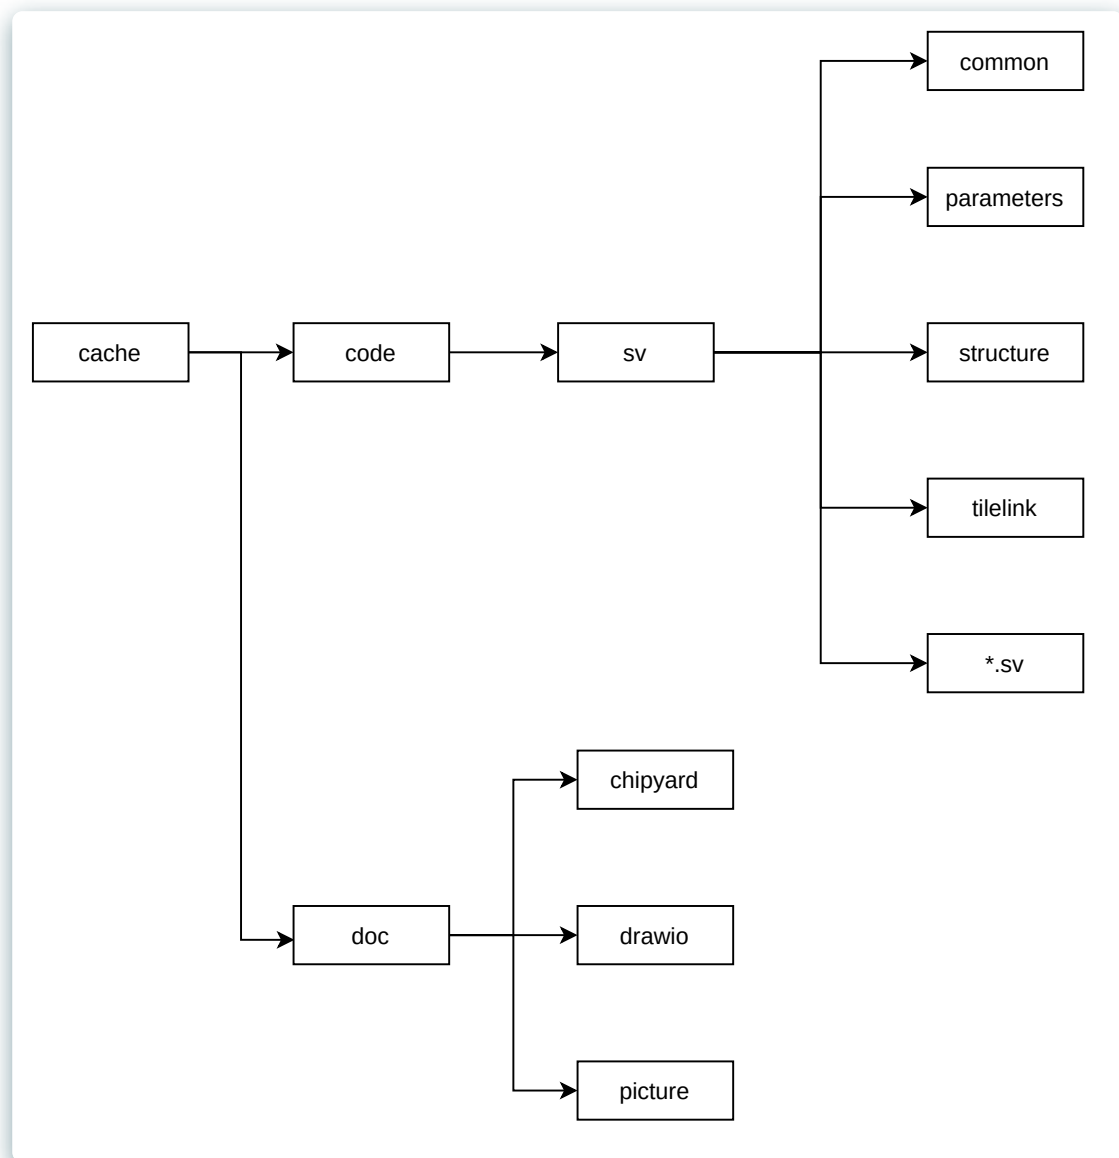 common
parameters
cache
code
sv
structure
tilelink
*.sv
chipyard
doc
drawio
picture